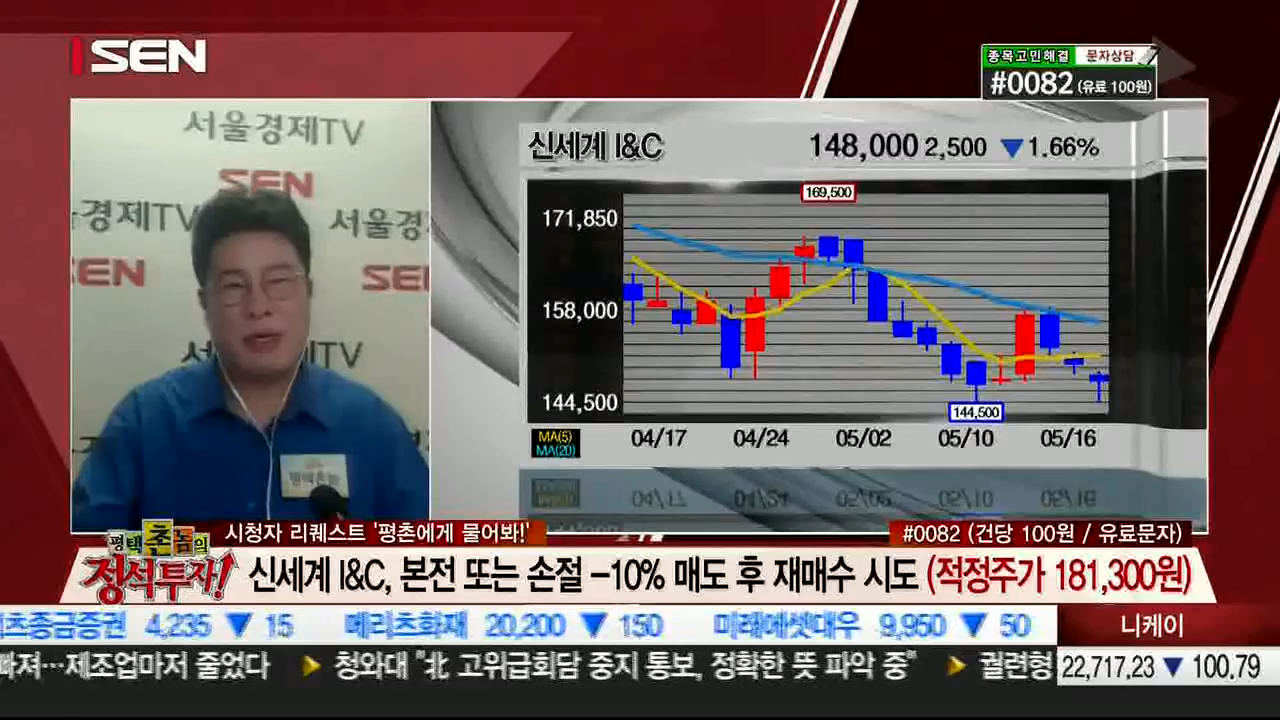 SEN
종목고민해결 문자상담
#0082 (유료 100원)
서울경제TV
SEN
경제TV
서울경
SEN
SEN
신세계 I&C 148,000 2,500 ▼1.66%
169,500
171,850
158,000
144,500
144,500
MA(5)
MA(20)
04/17 04/24 05/02 05/10 05/16
평택촌놈의
정석투자!
시청자 리퀘스트 '평촌에게 물어봐!'
#0082 (건당 100원 / 유료문자)
신세계 I&C, 본전 또는 손절 -10% 매도 후 재매수 시도 (적정주가 181,300원)
츠종금증권 4,235 ▼ 15 메리츠화재 20,200 ▼ 150 미래에셋대우 9,950 ▼ 50
니케이
빠져…제조업마저 줄었다 ▶ 청와대 "北 고위급회담 중지 통보, 정확한 뜻 파악 중" ▶ 궐련형
22,717.23 ▼ 100.79